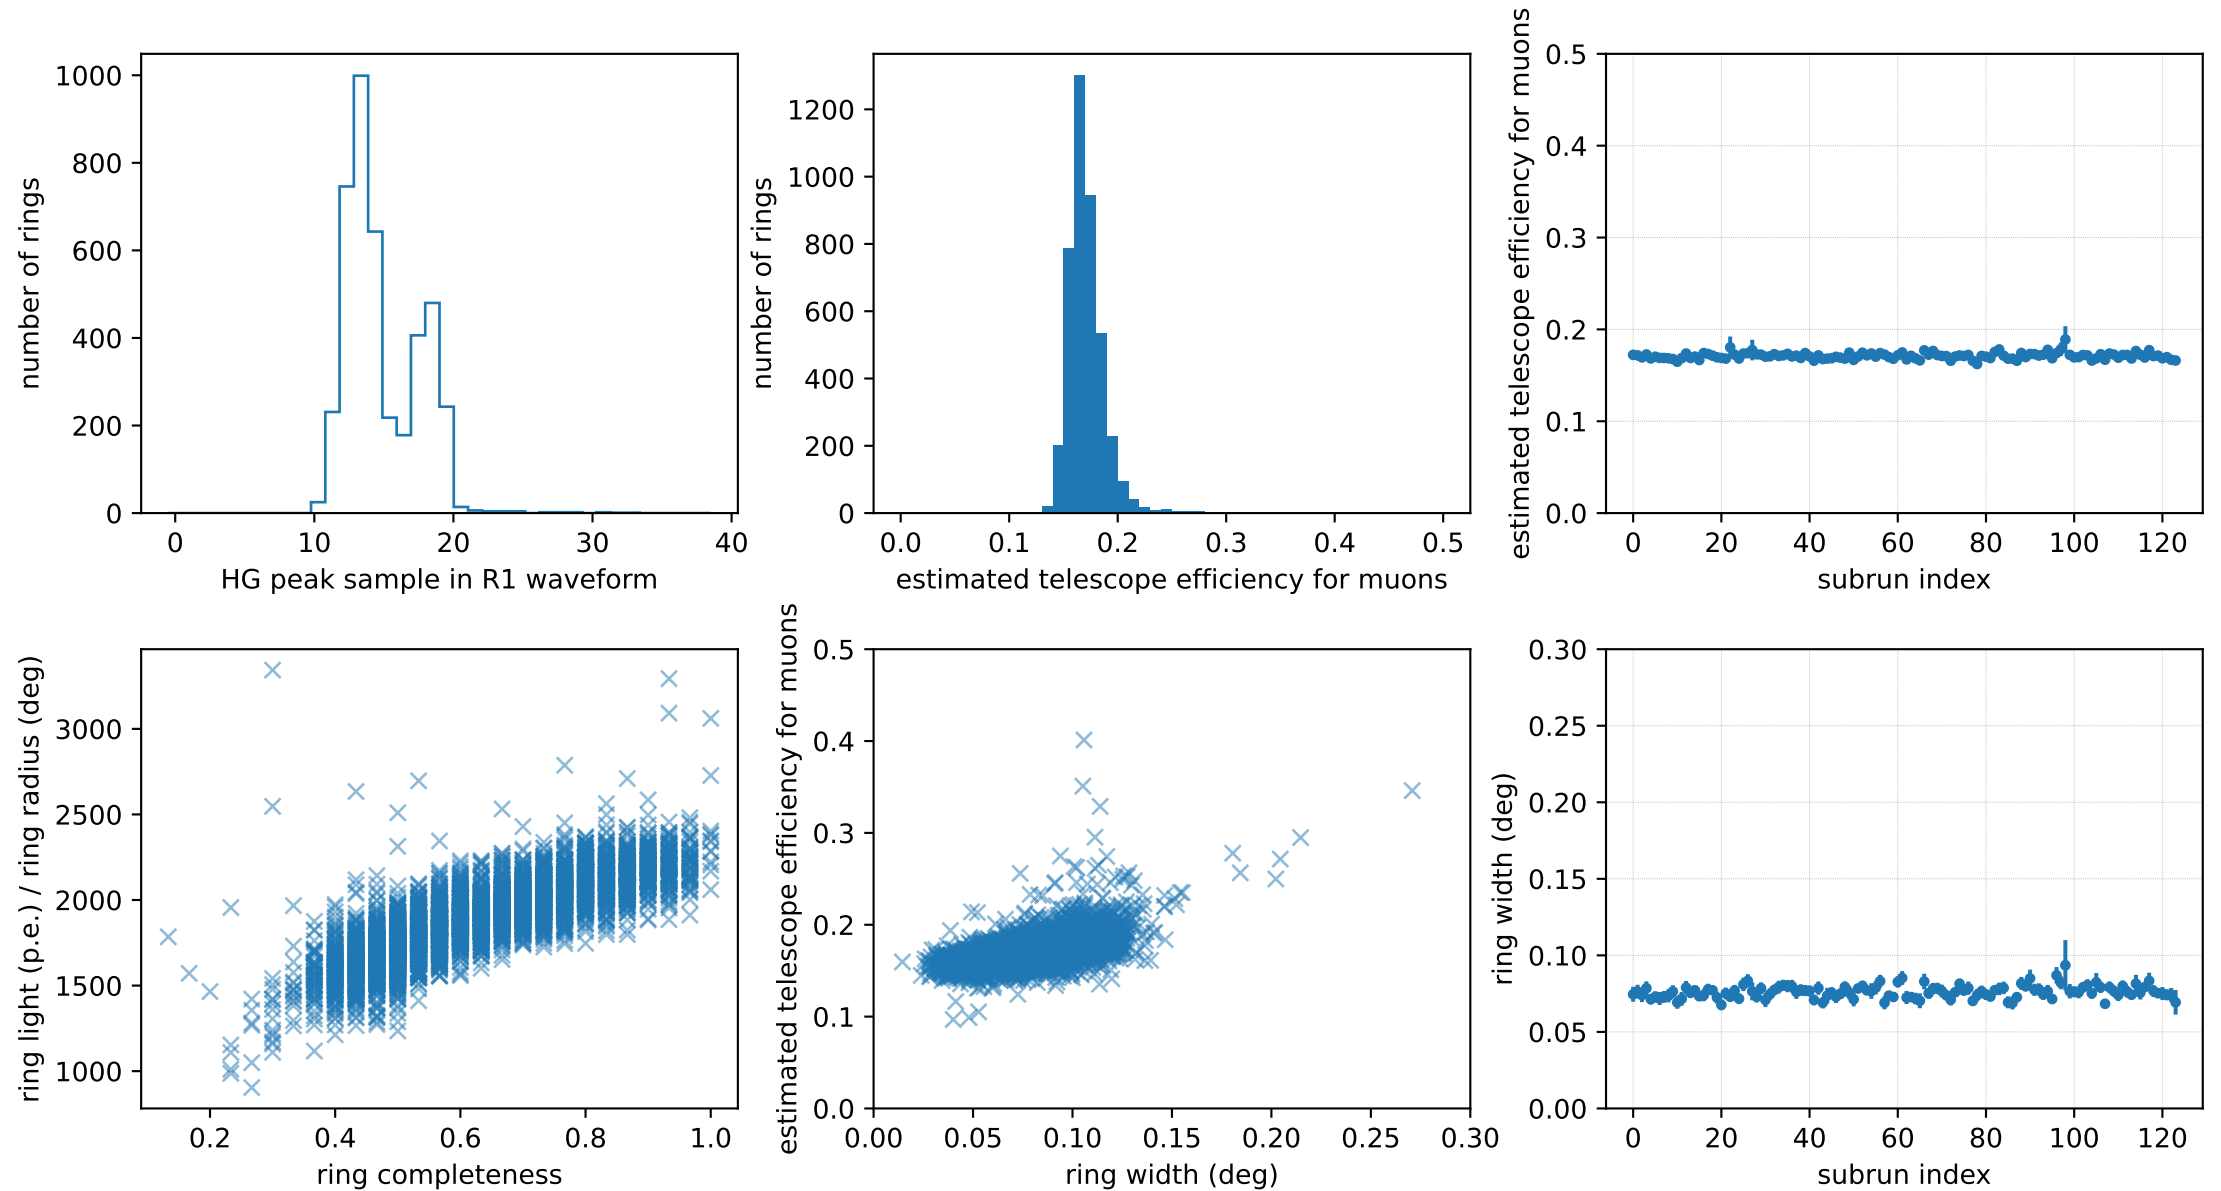 number of rings
1000
800
600
400
200
0
0 10 20 30 40
HG peak sample in R1 waveform
number of rings
1200
1000
800
600
400
200
0
0.0 0.1 0.2 0.3 0.4 0.5
estimated telescope efficiency for muons
estimated telescope efficiency for muons
0.5
0.4
0.3
0.2
0.1
0.0
0 20 40 60 80 100 120
subrun index
ring light (p.e.) / ring radius (deg)
3000
2500
2000
1500
1000
0.2 0.4 0.6 0.8 1.0
ring completeness
estimated telescope efficiency for muons
0.5
0.4
0.3
0.2
0.1
0.0
0.00 0.05 0.10 0.15 0.20 0.25 0.30
ring width (deg)
ring width (deg)
0.30
0.25
0.20
0.15
0.10
0.05
0.00
0 20 40 60 80 100 120
subrun index